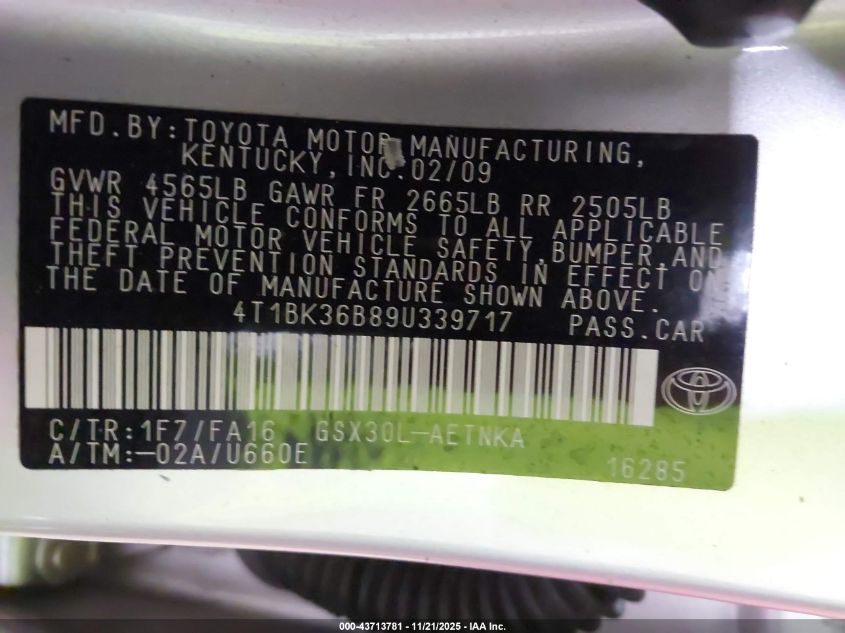 MFD.BY:TOYOTA MOTOR MANUFACTURING,
KENTUCKY,INC.02/09
GVWR 4565LB GAWR FR 2665LB RR 2505LB
THIS VEHICLE CONFORMS TO ALL APPLICABLE
FEDERAL MOTOR VEHICLE SAFETY,BUMPER,AND
THEFT PREVENTION STANDARDS IN EFFECT ON
THE DATE OF MANUFACTURE SHOWN ABOVE.
4T1BK36B89U339717 PASS.CAR
C/TR:1F7/FA16 GSX30L-AETNKA
A/TM:-02A/U660E
16285
000-43713781 - 11/21/2025 - IAA Inc.